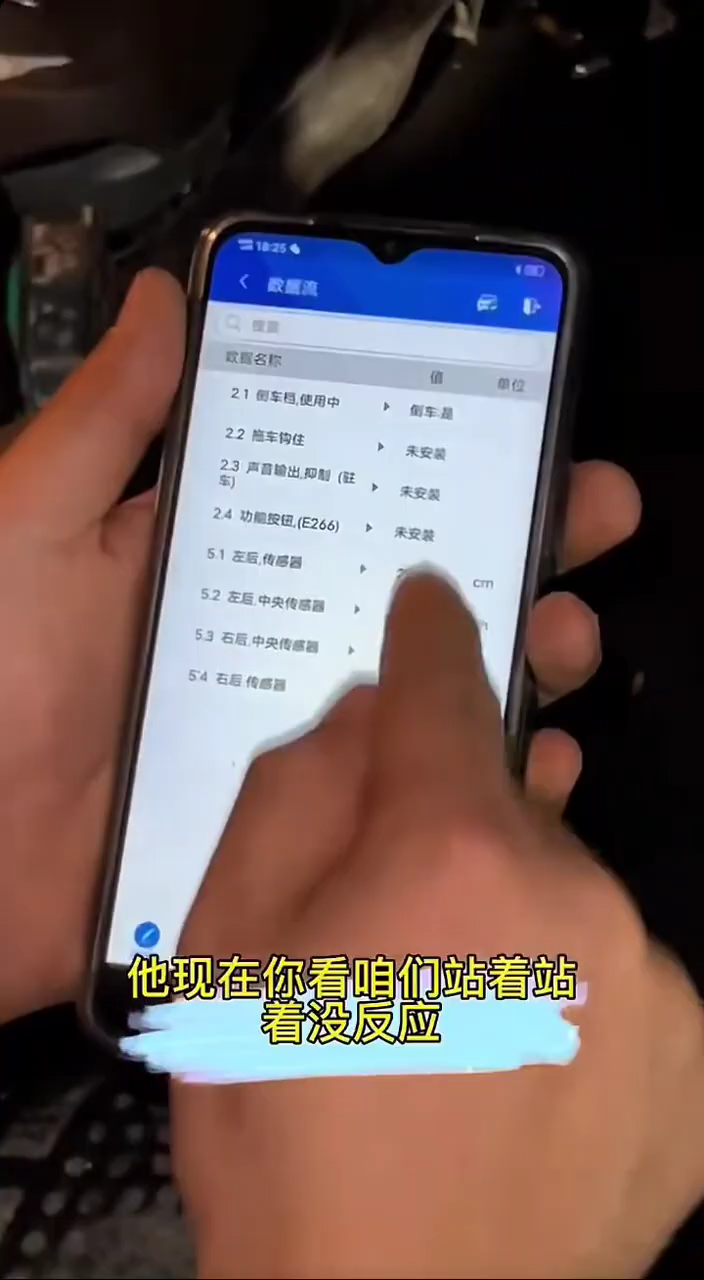 18:25
数据流
搜索
数据名称 值 单位
2.1 倒车档,使用中 倒车是
2.2 拖车钩住 未安装
2.3 声音输出,抑制 (驻
车) 未安装
2.4 功能按钮,(E266) 未安装
5.1 左后,传感器 cm
5.2 左后,中央传感器
5.3 右后,中央传感器
5.4 右后,传感器
他现在你看咱们站着站
着没反应